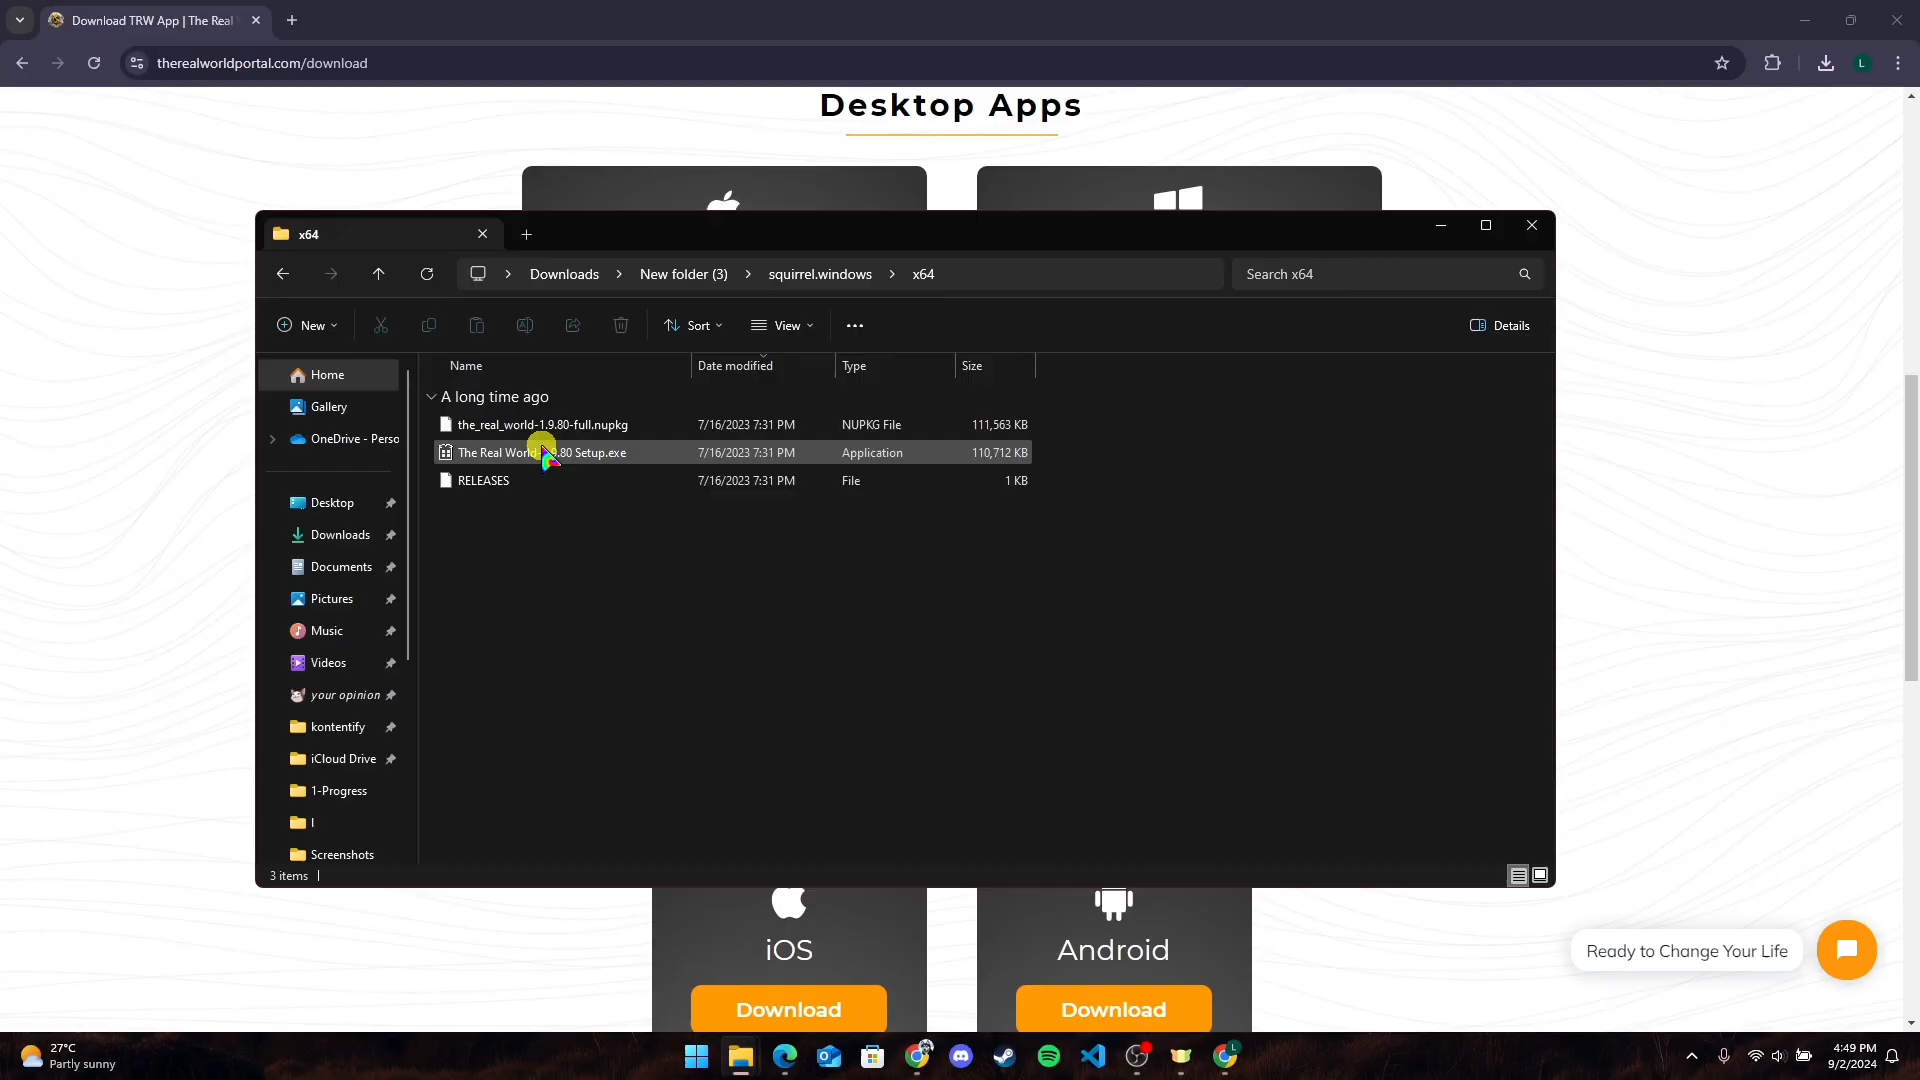 Download TRW App | The Real
therealworldportal.com/download
L
Desktop Apps
x64
Downloads > New folder (3) > squirrel.windows > x64
Search x64
New
Sort
View
Details
Name
Date modified
Type
Size
A long time ago
the_real_world-1.9.80-full.nupkg 7/16/2023 7:31 PM NUPKG File 111,563 KB
The Real World- .80 Setup.exe 7/16/2023 7:31 PM Application 110,712 KB
RELEASES 7/16/2023 7:31 PM File 1 KB
Home
Gallery
OneDrive - Perso
Desktop
Downloads
Documents
Pictures
Music
Videos
your opinion
kontentify
iCloud Drive
1-Progress
I
Screenshots
3 items
iOS
Android
Download
Download
Ready to Change Your Life
27°C
Partly sunny
L
4:49 PM
9/2/2024